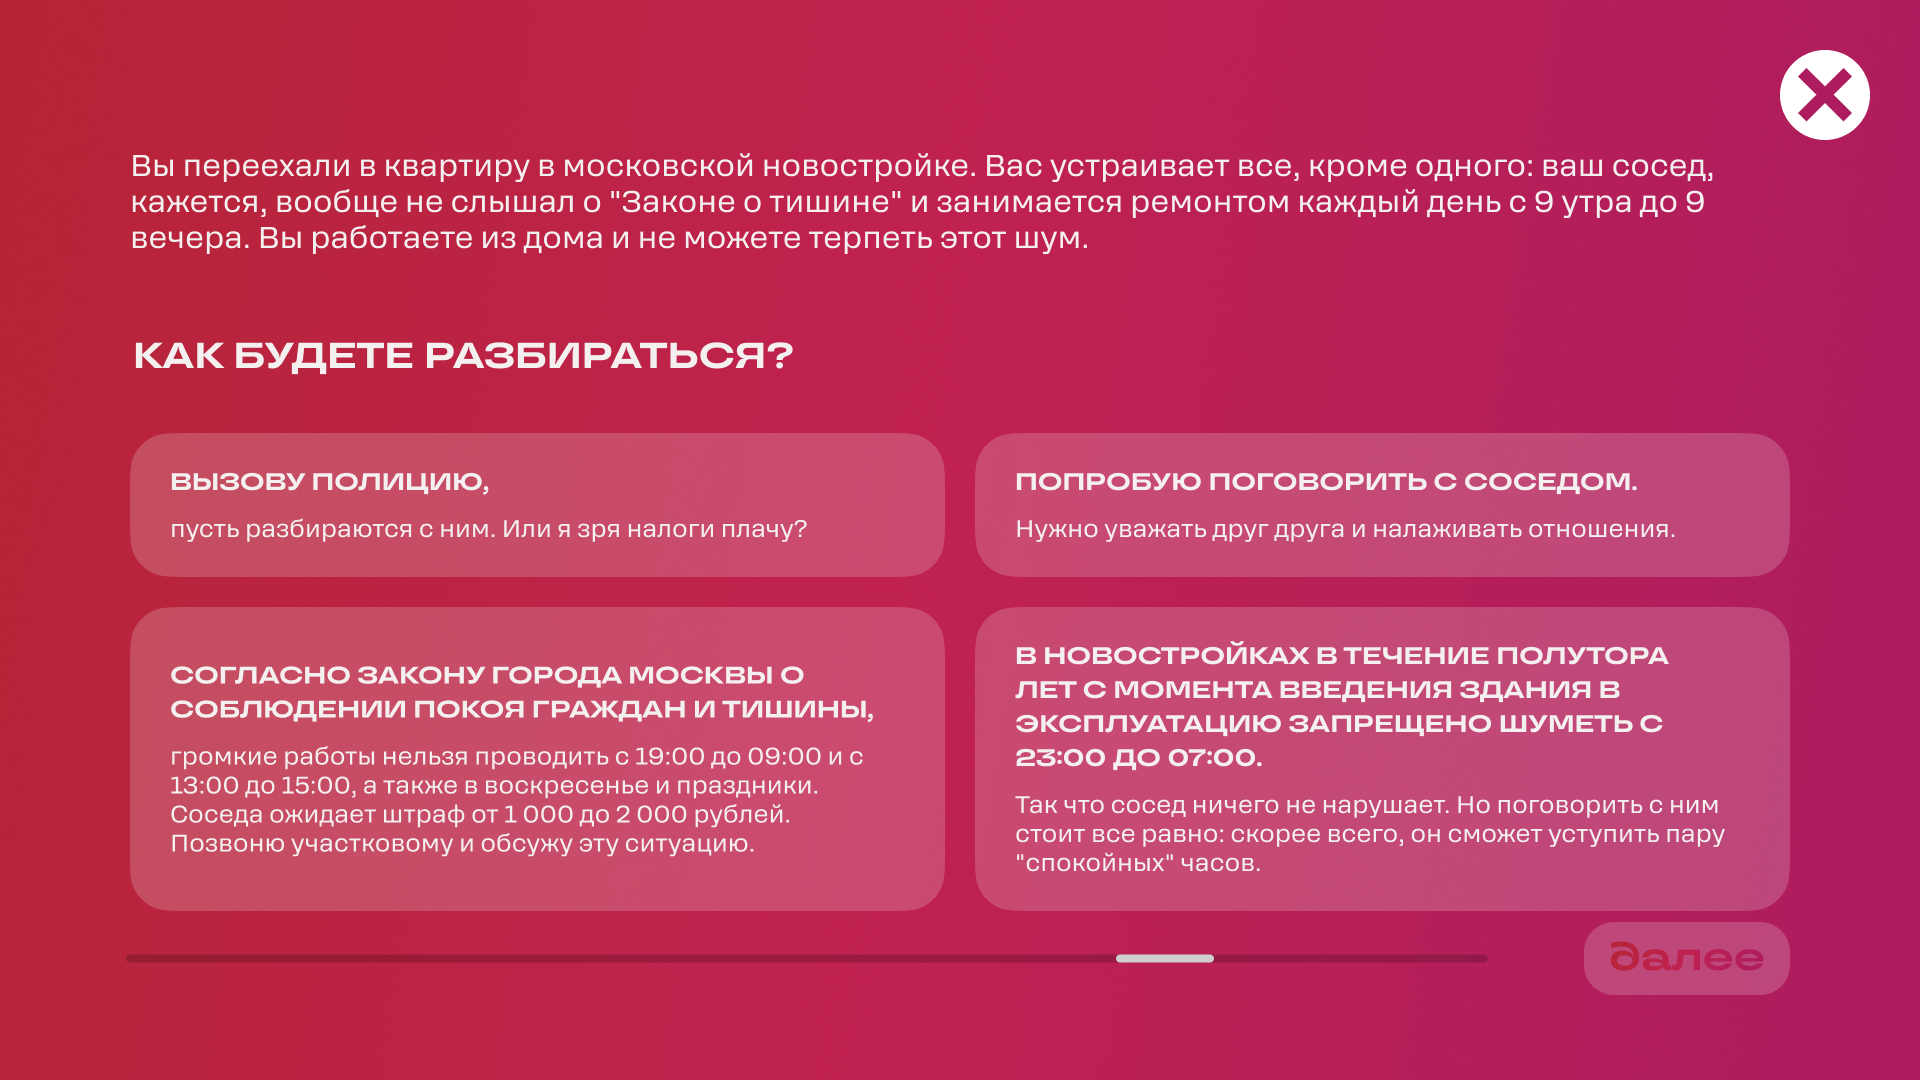 Вы переехали в квартиру в московской новостройке. Вас устраивает все, кроме одного: ваш сосед,
кажется, вообще не слышал о "Законе о тишине" и занимается ремонтом каждый день с 9 утра до 9
вечера. Вы работаете из дома и не можете терпеть этот шум.
КАК БУДЕТЕ РАЗБИРАТЬСЯ?
ВЫЗОВУ ПОЛИЦИЮ,
пусть разбираются с ним. Или я зря налоги плачу?
ПОПРОБУЮ ПОГОВОРИТЬ С СОСЕДОМ.
Нужно уважать друг друга и налаживать отношения.
СОГЛАСНО ЗАКОНУ ГОРОДА МОСКВЫ О
СОБЛЮДЕНИИ ПОКОЯ ГРАЖДАН И ТИШИНЫ,
громкие работы нельзя проводить с 19:00 до 09:00 и с
13:00 до 15:00, а также в воскресенье и праздники.
Соседа ожидает штраф от 1 000 до 2 000 рублей.
Позвоню участковому и обсужу эту ситуацию.
В НОВОСТРОЙКАХ В ТЕЧЕНИЕ ПОЛУТОРА
ЛЕТ С МОМЕНТА ВВЕДЕНИЯ ЗДАНИЯ В
ЭКСПЛУАТАЦИЮ ЗАПРЕЩЕНО ШУМЕТЬ С
23:00 ДО 07:00.
Так что сосед ничего не нарушает. Но поговорить с ним
стоит все равно: скорее всего, он сможет уступить пару
"спокойных" часов.
далее